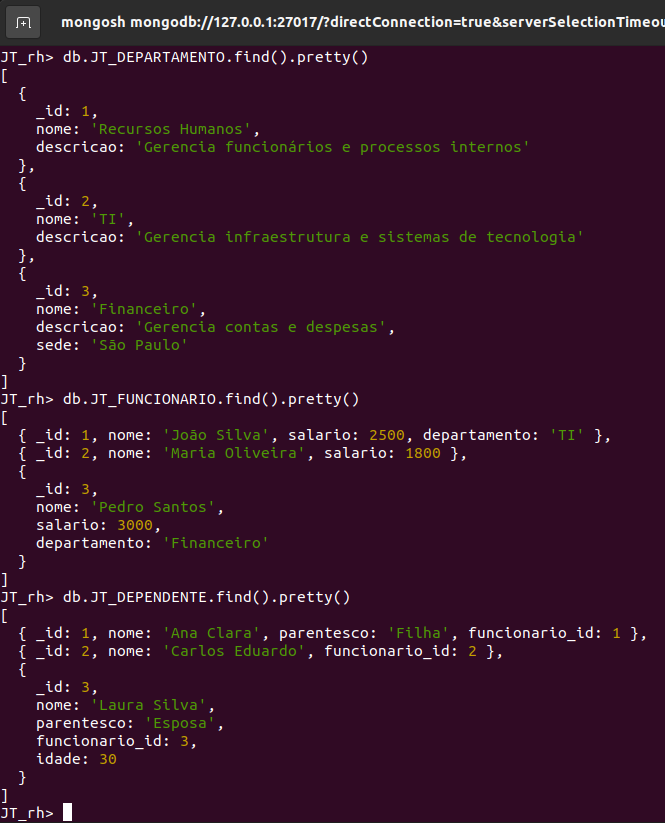 mongosh mongodb://127.0.0.1:27017/?directConnection=true&serverSelectionTimeou
JT_rh> db.JT_DEPARTAMENTO.find().pretty()
[
  {
    _id: 1,
    nome: 'Recursos Humanos',
    descricao: 'Gerencia funcionários e processos internos'
  },
  {
    _id: 2,
    nome: 'TI',
    descricao: 'Gerencia infraestrutura e sistemas de tecnologia'
  },
  {
    _id: 3,
    nome: 'Financeiro',
    descricao: 'Gerencia contas e despesas',
    sede: 'São Paulo'
  }
]
JT_rh> db.JT_FUNCIONARIO.find().pretty()
[
  { _id: 1, nome: 'João Silva', salario: 2500, departamento: 'TI' },
  { _id: 2, nome: 'Maria Oliveira', salario: 1800 },
  {
    _id: 3,
    nome: 'Pedro Santos',
    salario: 3000,
    departamento: 'Financeiro'
  }
]
JT_rh> db.JT_DEPENDENTE.find().pretty()
[
  { _id: 1, nome: 'Ana Clara', parentesco: 'Filha', funcionario_id: 1 },
  { _id: 2, nome: 'Carlos Eduardo', funcionario_id: 2 },
  {
    _id: 3,
    nome: 'Laura Silva',
    parentesco: 'Esposa',
    funcionario_id: 3,
    idade: 30
  }
]
JT_rh>